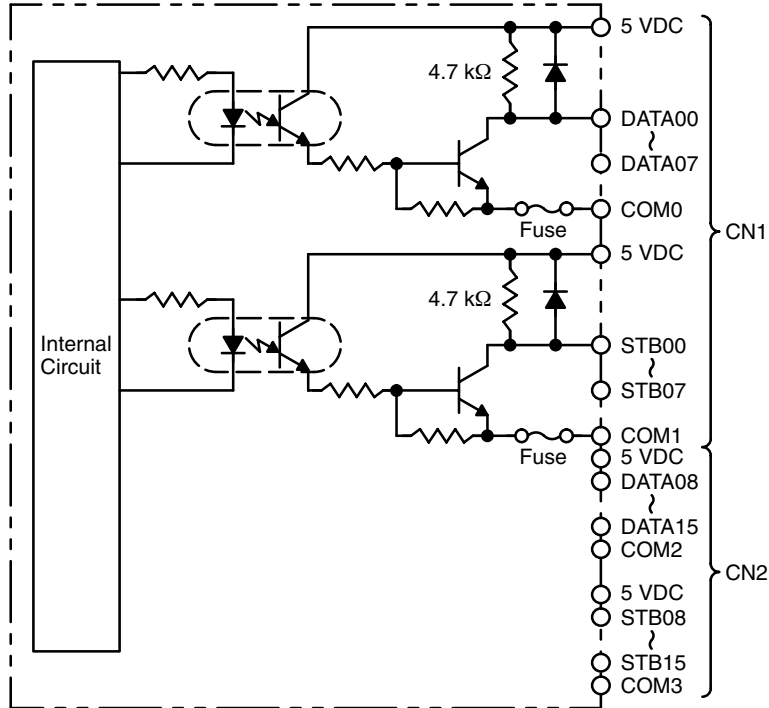 5 VDC
4.7 kΩ
DATA00
~
DATA07
COM0
Fuse
CN1
5 VDC
4.7 kΩ
Internal
Circuit
STB00
~
STB07
COM1
Fuse
5 VDC
DATA08
~
DATA15
COM2
CN2
5 VDC
STB08
~
STB15
COM3